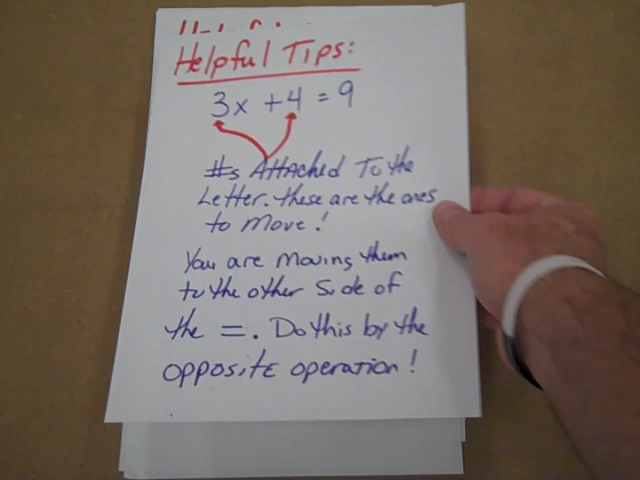 Helpful Tips:
3x + 4 = 9
#s Attached To the
Letter. these are the ones
to Move!
You are moving them
to the other side of
the =. Do this by the
opposite operation!